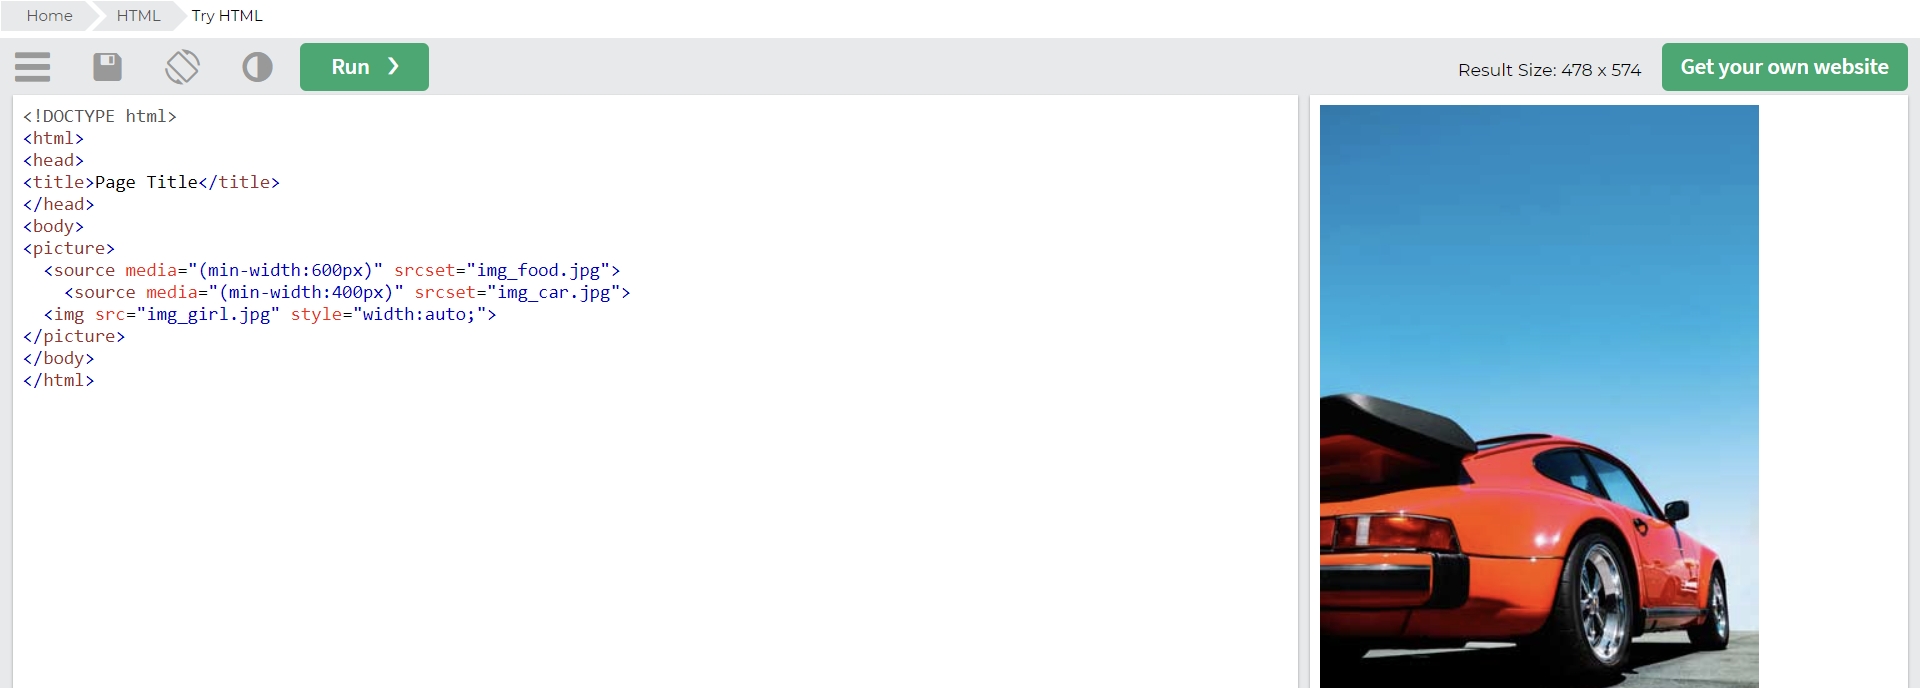 Home HTML Try HTML
Run ❯ Result Size: 478 x 574 Get your own website
<!DOCTYPE html>
<html>
<head>
<title>Page Title</title>
</head>
<body>
<picture>
  <source media="(min-width:600px)" srcset="img_food.jpg">
    <source media="(min-width:400px)" srcset="img_car.jpg">
  <img src="img_girl.jpg" style="width:auto;">
</picture>
</body>
</html>